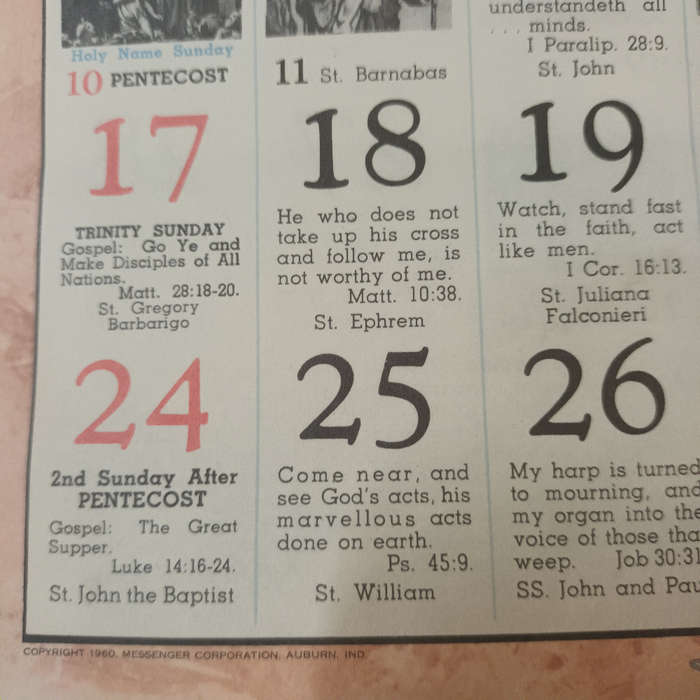 Holy Name Sunday
10 PENTECOST
17
TRINITY SUNDAY
Gospel: Go Ye and
Make Disciples of All
Nations.
Matt. 28:18-20.
St. Gregory
Barbarigo
24
2nd Sunday After
PENTECOST
Gospel: The Great
Supper.
Luke 14:16-24.
St. John the Baptist
11 St. Barnabas
18
He who does not
take up his cross
and follow me, is
not worthy of me.
Matt. 10:38.
St. Ephrem
25
Come near, and
see God's acts, his
marvellous acts
done on earth.
Ps. 45:9.
St. William
understandeth all
. . . minds.
I Paralip. 28:9.
St. John
19
Watch, stand fast
in the faith, act
like men.
I Cor. 16:13.
St. Juliana
Falconieri
26
My harp is turned
to mourning, and
my organ into the
voice of those tha
weep. Job 30:31
SS. John and Pau
COPYRIGHT 1960, MESSENGER CORPORATION, AUBURN, IND.